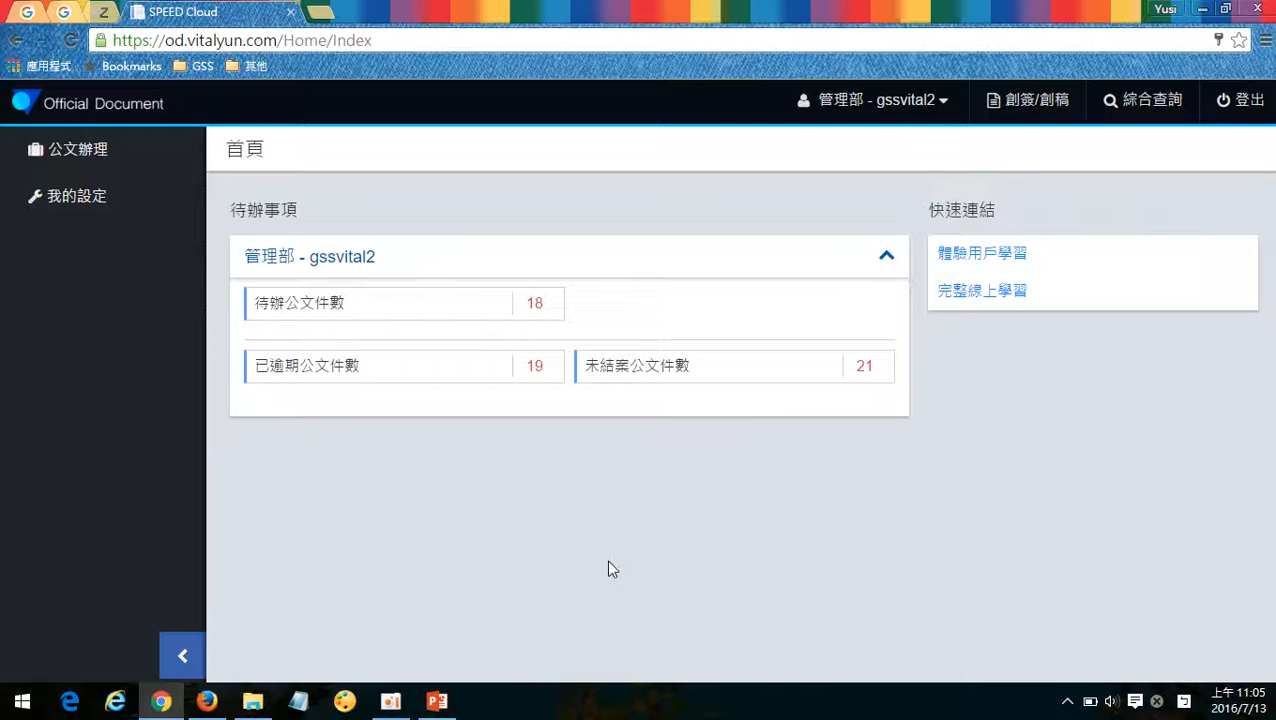 SPEED Cloud
Yusi
https://od.vitalyun.com/Home/Index
應用程式 Bookmarks GSS 其他
Official Document
管理部 - gssvital2
創簽/創稿
綜合查詢
登出
公文辦理
我的設定
首頁
待辦事項
管理部 - gssvital2
待辦公文件數 18
已逾期公文件數 19
未結案公文件數 21
快速連結
體驗用戶學習
完整線上學習
上午 11:05
2016/7/13